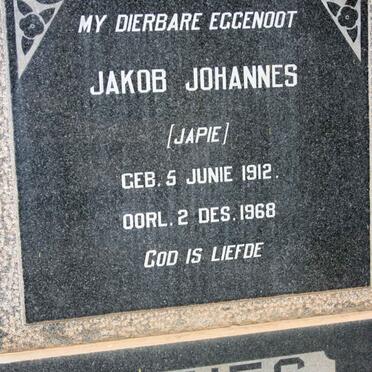 MY DIERBARE EGGENOOT
JAKOB JOHANNES
[JAPIE]
GEB. 5 JUNIE 1912.
OORL. 2 DES. 1968
GOD IS LIEFDE